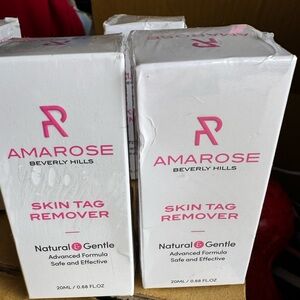 AMAROSE
BEVERLY HILLS
SKIN TAG
REMOVER
Natural & Gentle
Advanced Formula
Safe and Effective
20ML / 0.68 FL.OZ
AMAROSE
BEVERLY HILLS
SKIN TAG
REMOVER
Natural & Gentle
Advanced Formula
Safe and Effective
20ML / 0.68 FL.OZ